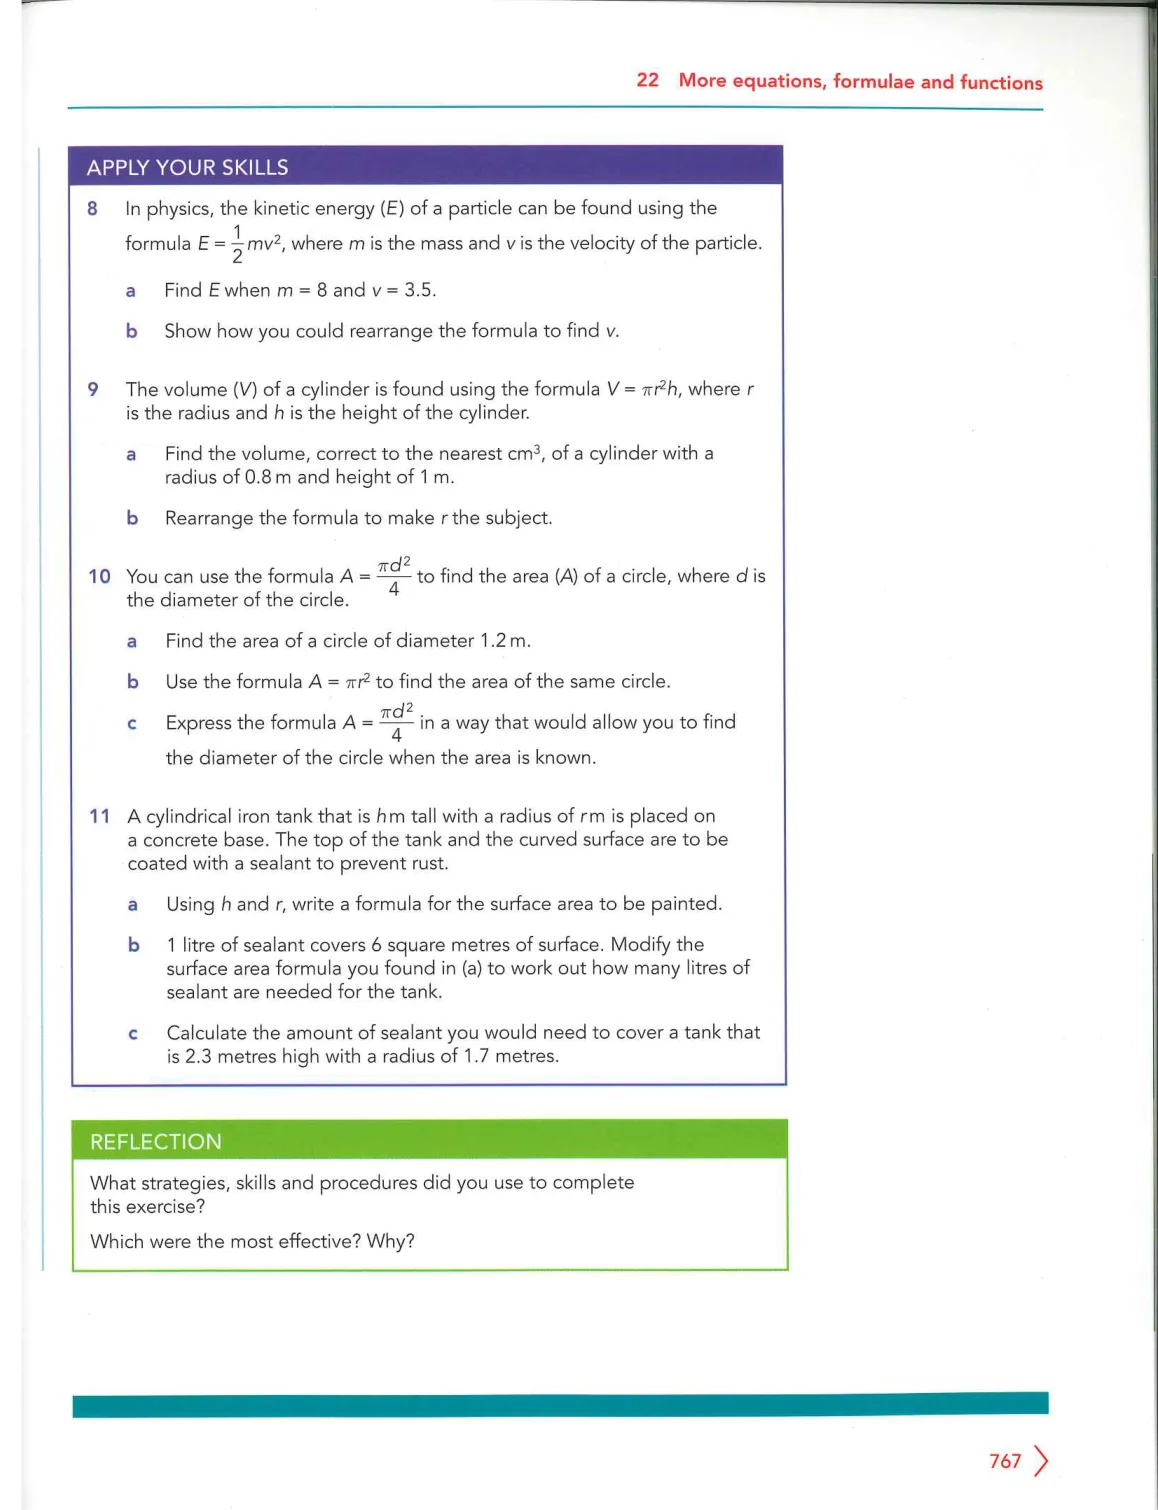 22 More equations, formulae and functions
APPLY YOUR SKILLS
8 In physics, the kinetic energy (E) of a particle can be found using the
formula E = 1/2 mv², where m is the mass and v is the velocity of the particle.
a Find E when m = 8 and v = 3.5.
b Show how you could rearrange the formula to find v.
9 The volume (V) of a cylinder is found using the formula V = πr²h, where r
is the radius and h is the height of the cylinder.
a Find the volume, correct to the nearest cm³, of a cylinder with a
radius of 0.8 m and height of 1 m.
b Rearrange the formula to make r the subject.
10 You can use the formula A = πd²/4 to find the area (A) of a circle, where d is
the diameter of the circle.
a Find the area of a circle of diameter 1.2 m.
b Use the formula A = πr² to find the area of the same circle.
c Express the formula A = πd²/4 in a way that would allow you to find
the diameter of the circle when the area is known.
11 A cylindrical iron tank that is h m tall with a radius of r m is placed on
a concrete base. The top of the tank and the curved surface are to be
coated with a sealant to prevent rust.
a Using h and r, write a formula for the surface area to be painted.
b 1 litre of sealant covers 6 square metres of surface. Modify the
surface area formula you found in (a) to work out how many litres of
sealant are needed for the tank.
c Calculate the amount of sealant you would need to cover a tank that
is 2.3 metres high with a radius of 1.7 metres.
REFLECTION
What strategies, skills and procedures did you use to complete
this exercise?
Which were the most effective? Why?
767